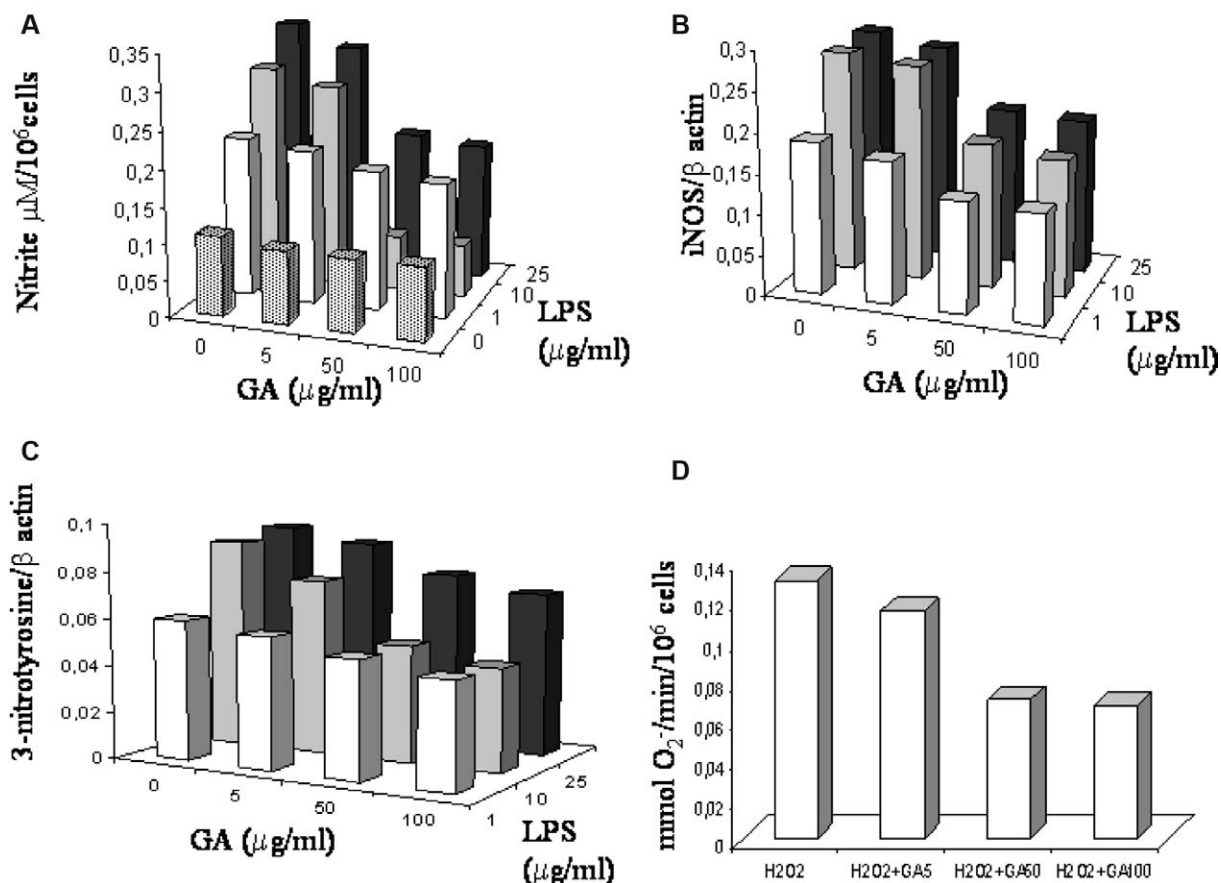 A
Nitrite μM/10⁶cells
0,35
0,3
0,25
0,2
0,15
0,1
0,05
0
0
5
50
100
GA (μg/ml)
0
1
10
25
LPS
(μg/ml)
B
iNOS/β actin
0,3
0,25
0,2
0,15
0,1
0,05
0
0
5
50
100
GA (μg/ml)
1
10
25
LPS
(μg/ml)
C
3-nitrotyrosine/β actin
0,1
0,08
0,06
0,04
0,02
0
0
5
50
100
GA (μg/ml)
1
10
25
LPS
(μg/ml)
D
mmol O₂⁻/min/10⁶ cells
0,14
0,12
0,1
0,08
0,06
0,04
0,02
0
H2O2
H2O2+GA5
H2O2+GA50
H2O2+GA100